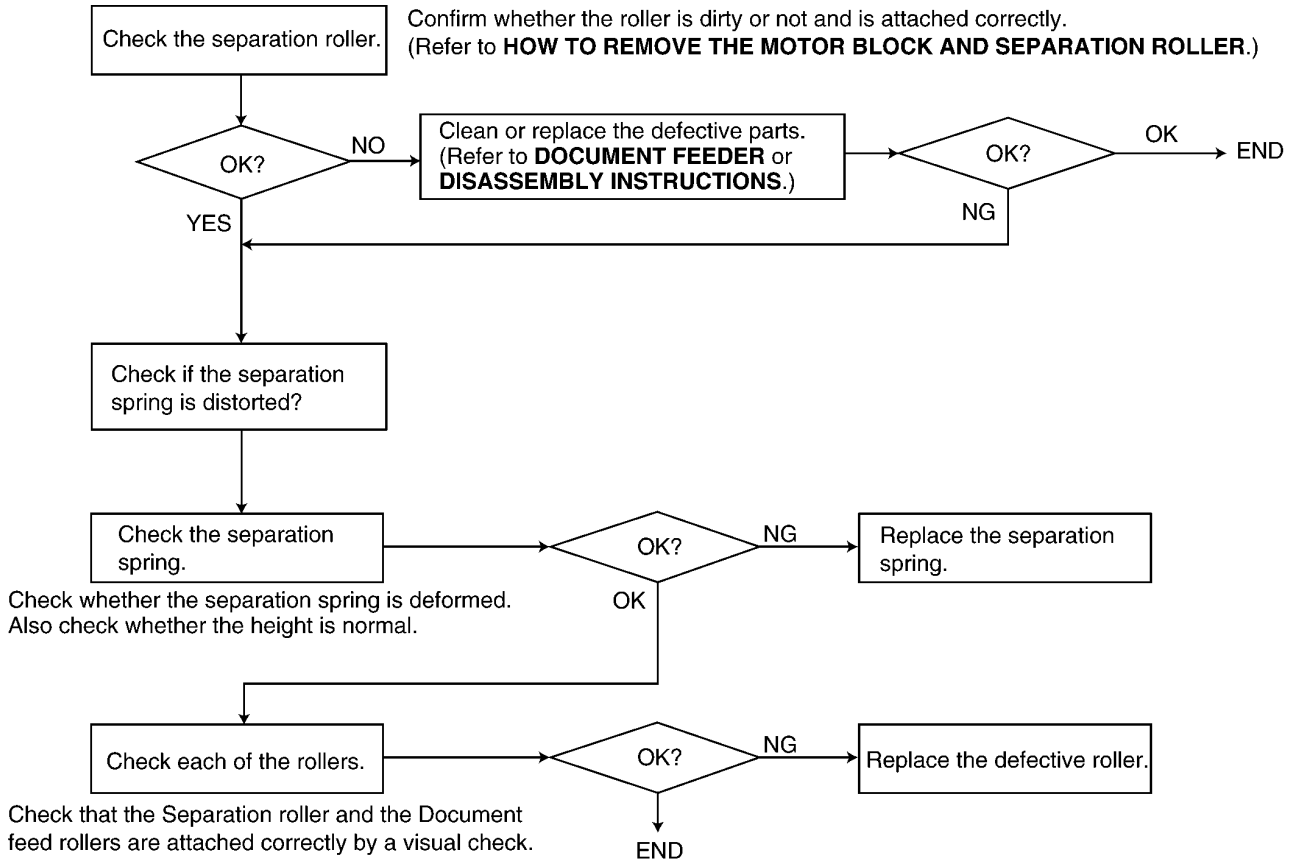 Check the separation roller.
Confirm whether the roller is dirty or not and is attached correctly.
(Refer to HOW TO REMOVE THE MOTOR BLOCK AND SEPARATION ROLLER.)
OK?
NO
Clean or replace the defective parts.
(Refer to DOCUMENT FEEDER or
DISASSEMBLY INSTRUCTIONS.)
OK?
OK
END
YES
NG
Check if the separation
spring is distorted?
Check the separation
spring.
OK?
NG
Replace the separation
spring.
Check whether the separation spring is deformed.
Also check whether the height is normal.
OK
Check each of the rollers.
OK?
NG
Replace the defective roller.
Check that the Separation roller and the Document
feed rollers are attached correctly by a visual check.
END